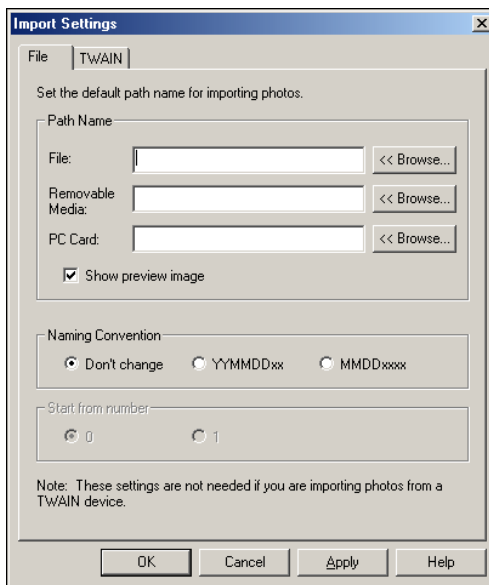 Import Settings
File
TWAIN
Set the default path name for importing photos.
Path Name
File:
<< Browse...
Removable
Media:
<< Browse...
PC Card:
<< Browse...
Show preview image
Naming Convention
Don't change
YYMMDDxx
MMDDxxxx
Start from number
0
1
Note: These settings are not needed if you are importing photos from a
TWAIN device.
OK
Cancel
Apply
Help